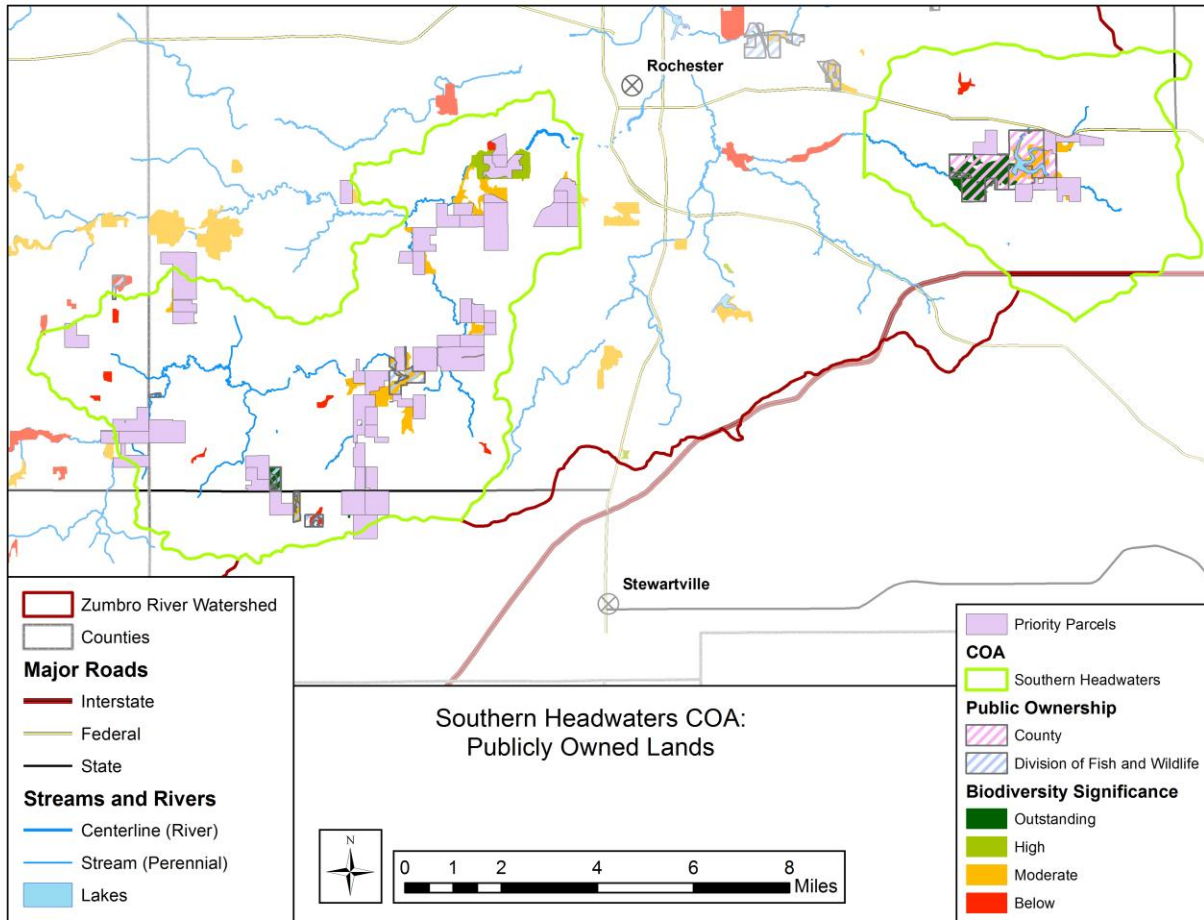 Rochester
Stewartville
Zumbro River Watershed
Counties
Major Roads
Interstate
Federal
State
Streams and Rivers
Centerline (River)
Stream (Perennial)
Lakes
Southern Headwaters COA:
Publicly Owned Lands
N
0 1 2 4 6 8
Miles
Priority Parcels
COA
Southern Headwaters
Public Ownership
County
Division of Fish and Wildlife
Biodiversity Significance
Outstanding
High
Moderate
Below